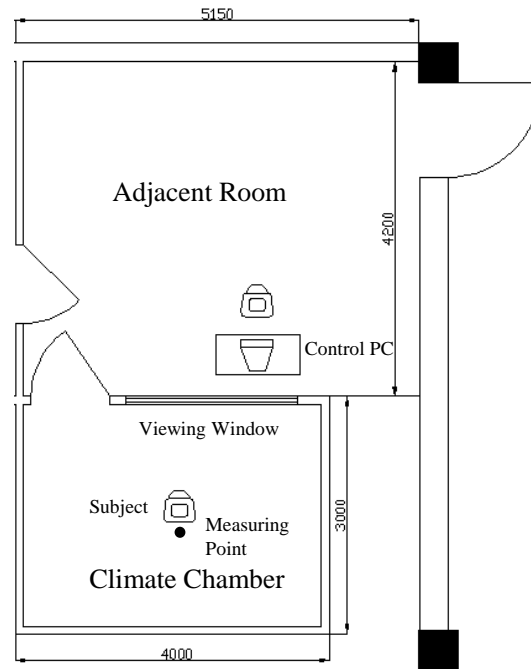 5150
Adjacent Room
4200
Control PC
Viewing Window
Subject
Measuring
Point
3000
Climate Chamber
4000